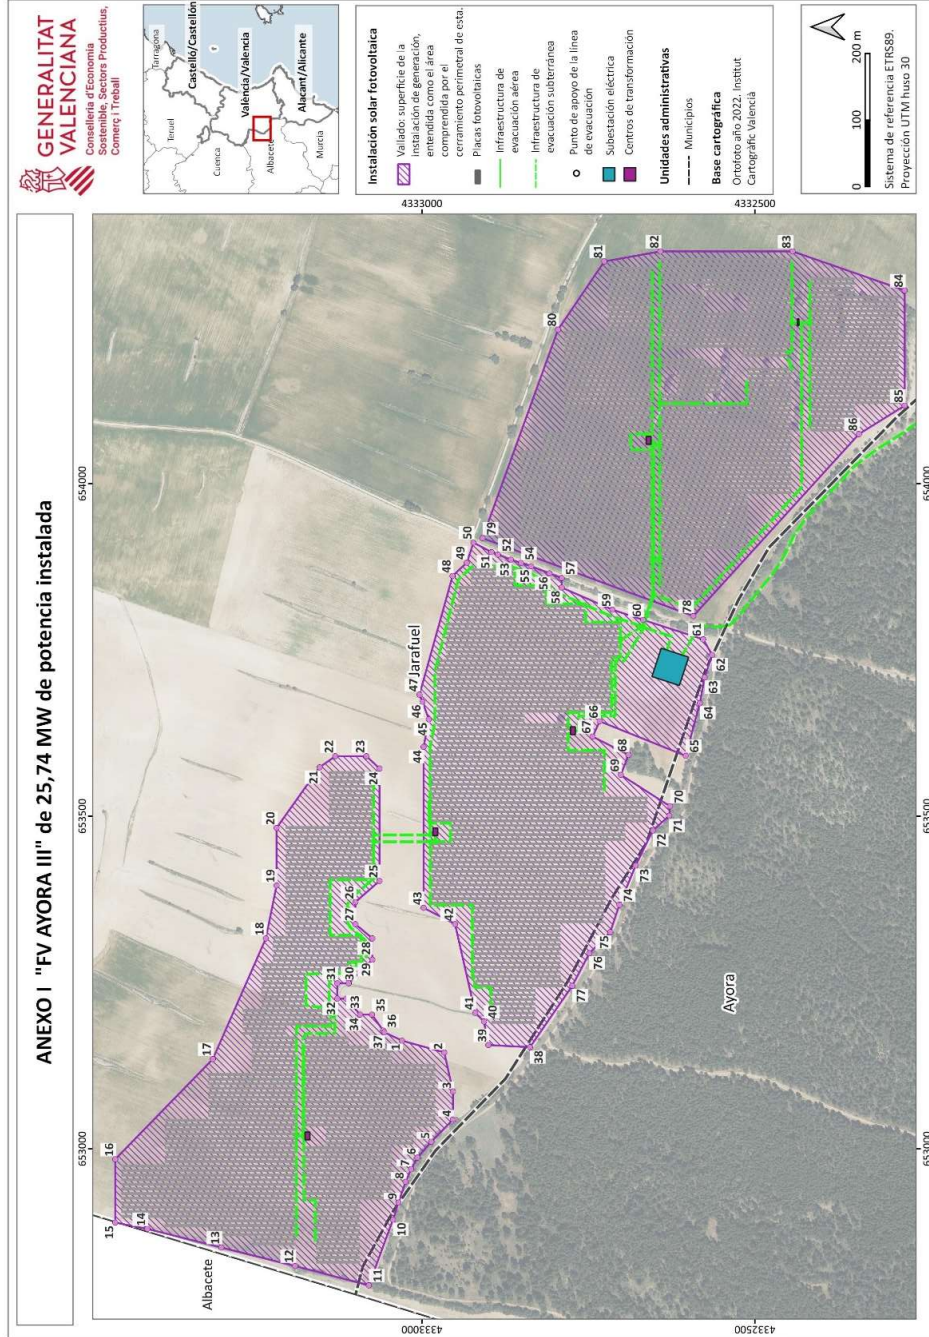 ANEXO I "FV AYORA III" de 25,74 MW de potencia instalada
GENERALITAT
VALENCIANA
Conselleria d'Economia
Sostenible, Sectors Productius,
Comerç i Treball
Tarragona
Castelló/Castellón
Teruel
València/Valencia
Cuenca
Albacete
Alacant/Alicante
Murcia
Instalación solar fotovoltaica
Vallado: superficie de la
instalación de generación,
entendida como el área
comprendida por el
cerramiento perimetral de esta.
Placas fotovoltaicas
Infraestructura de
evacuación aérea
Infraestructura de
evacuación subterránea
Punto de apoyo de la línea
de evacuación
Subestación eléctrica
Centros de transformación
Unidades administrativas
Municipios
Base cartográfica
Ortofoto año 2022. Institut
Cartogràfic Valencià
0 100 200 m
Sistema de referencia ETRS89.
Proyección UTM huso 30
653000
653500
654000
4333000
4332500
653000
653500
654000
4333000
4332500
Albacete
Jarafuel
Ayora
1
2
3
4
5
6
7
8
9
10
11
12
13
14
15
16
17
18
19
20
21
22
23
24
25
26
27
28
29
30
31
32
33
34
35
36
37
38
39
40
41
42
43
44
45
46
47
48
49
50
51
52
53
54
55
56
57
58
59
60
61
62
63
64
65
66
67
68
69
70
71
72
73
74
75
76
77
78
79
80
81
82
83
84
85
86